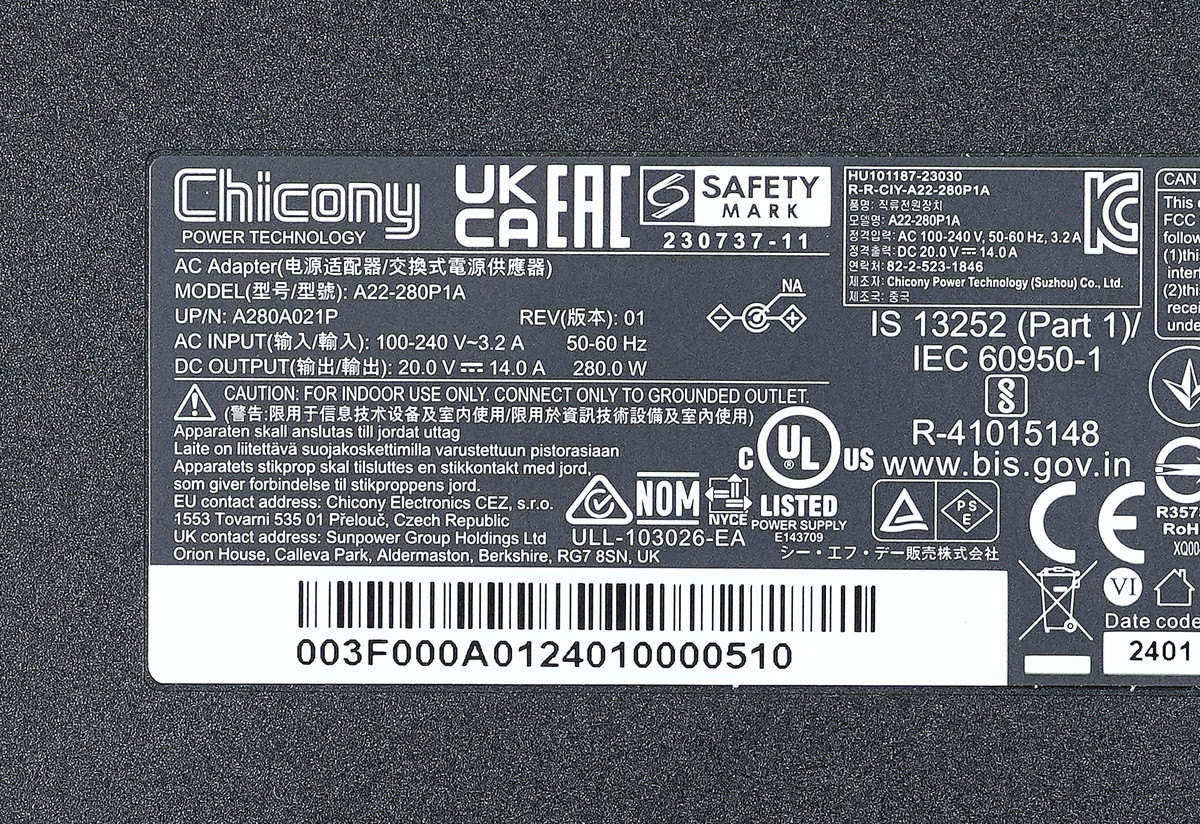 Chicony
POWER TECHNOLOGY
UK
CA
EAC
SAFETY
MARK
230737-11
AC Adapter(电源适配器/交換式電源供應器)
MODEL(型号/型號): A22-280P1A
UP/N: A280A021P
REV(版本): 01
AC INPUT(输入/輸入): 100-240 V~3.2 A 50-60 Hz
DC OUTPUT(输出/輸出): 20.0 V⎓14.0 A 280.0 W
NA
CAUTION: FOR INDOOR USE ONLY. CONNECT ONLY TO GROUNDED OUTLET.
(警告:限用于信息技术设备及室内使用/限用於資訊技術設備及室內使用)
Apparaten skall anslutas till jordat uttag
Laite on liitettävä suojakoskettimilla varustettuun pistorasiaan
Apparatets stikprop skal tilsluttes en stikkontakt med jord,
som giver forbindelse til stikproppens jord.
EU contact address: Chicony Electronics CEZ, s.r.o.
1553 Tovarni 535 01 Přelouč, Czech Republic
UK contact address: Sunpower Group Holdings Ltd
Orion House, Calleva Park, Aldermaston, Berkshire, RG7 8SN, UK
NOM
NYCE
ULL-103026-EA
C UL US
®
LISTED
POWER SUPPLY
E143709
シー・エフ・デー販売株式会社
HU101187-23030
R-R-CIY-A22-280P1A
품명: 직류전원장치
모델명: A22-280P1A
정격입력: AC 100-240 V, 50-60 Hz, 3.2 A
정격출력: DC 20.0 V⎓14.0 A
연락처: 82-2-523-1846
제조자: Chicony Power Technology (Suzhou) Co., Ltd.
제조국: 중국
IS 13252 (Part 1)/
IEC 60950-1
R-41015148
www.bis.gov.in
PS
E
CE
CAN
This
FCC
follow
(1)this
inter
(2)this
rece
unde
R357
RoH
XQ00
VI
Date code
2401
003F000A0124010000510